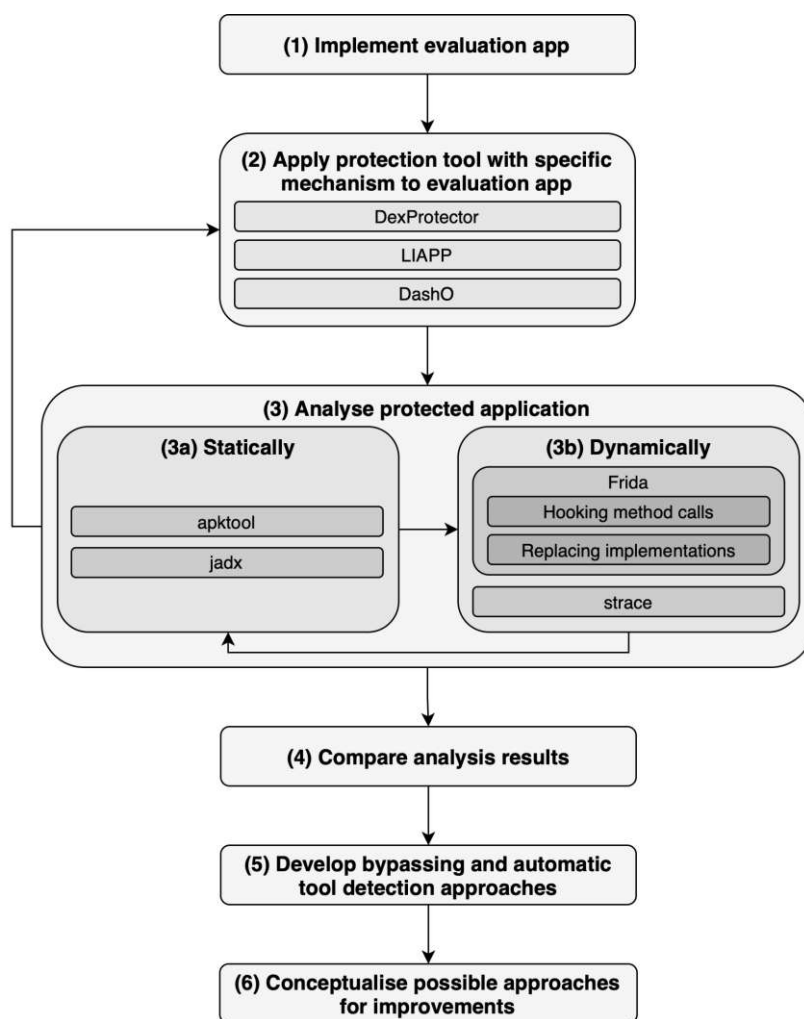 (1) Implement evaluation app
(2) Apply protection tool with specific
mechanism to evaluation app
DexProtector
LIAPP
DashO
(3) Analyse protected application
(3a) Statically
apktool
jadx
(3b) Dynamically
Frida
Hooking method calls
Replacing implementations
strace
(4) Compare analysis results
(5) Develop bypassing and automatic
tool detection approaches
(6) Conceptualise possible approaches
for improvements